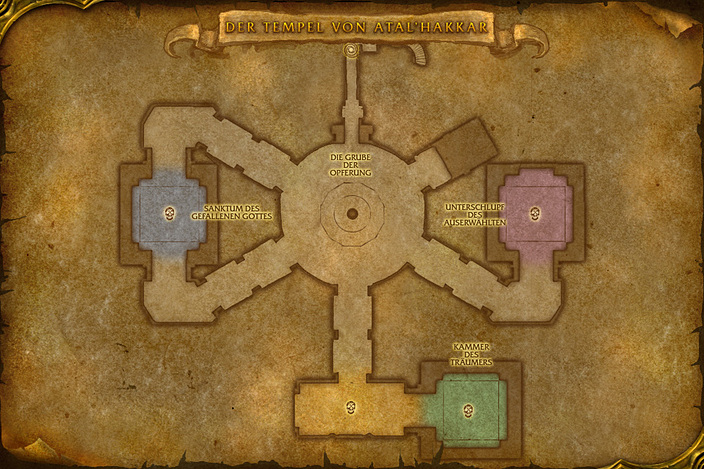 DER TEMPEL VON ATAL'HAKKAR
DIE GRUBE
DER
OPFERUNG
SANKTUM DES
GEFALLENEN GOTTES
UNTERSCHLUPF
DES
AUSERWÄHLTEN
KAMMER
DES
TRÄUMERS